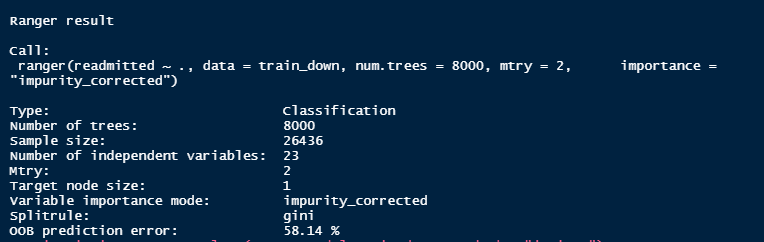 Ranger result
Call:
ranger(readmitted ~ ., data = train_down, num.trees = 8000, mtry = 2, importance =
"impurity_corrected")
Type: Classification
Number of trees: 8000
Sample size: 26436
Number of independent variables: 23
Mtry: 2
Target node size: 1
Variable importance mode: impurity_corrected
Splitrule: gini
OOB prediction error: 58.14 %